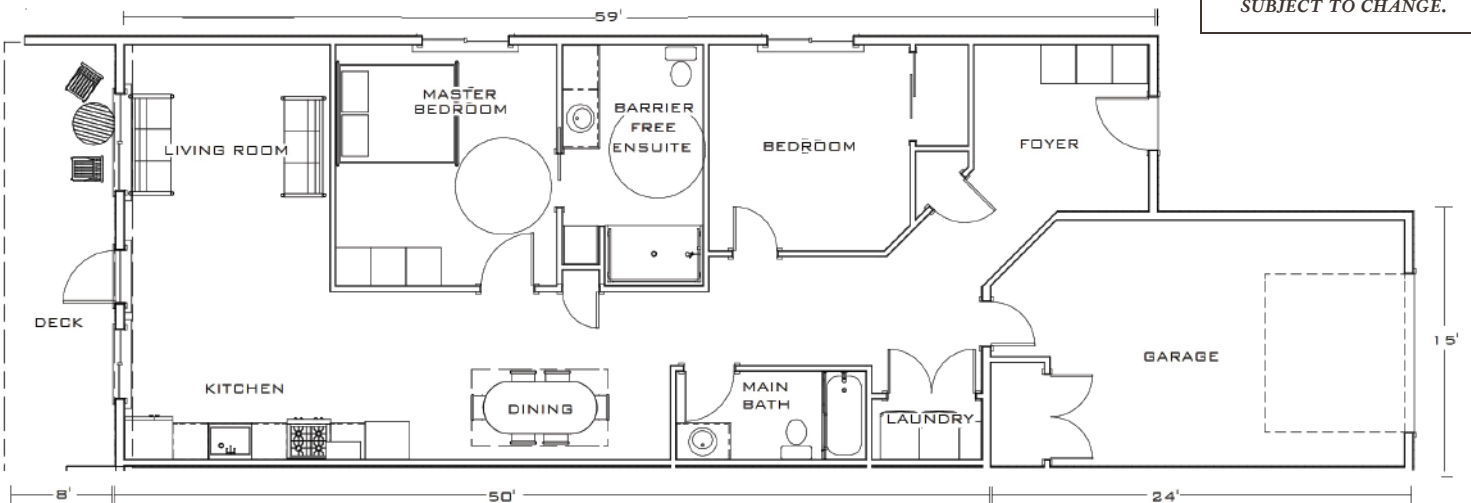 SUBJECT TO CHANGE.
59'
MASTER
BEDROOM
BARRIER
FREE
ENSUITE
LIVING ROOM
BEDROOM
FOYER
DECK
15'
GARAGE
KITCHEN
DINING
MAIN
BATH
LAUNDRY
8'
50'
24'